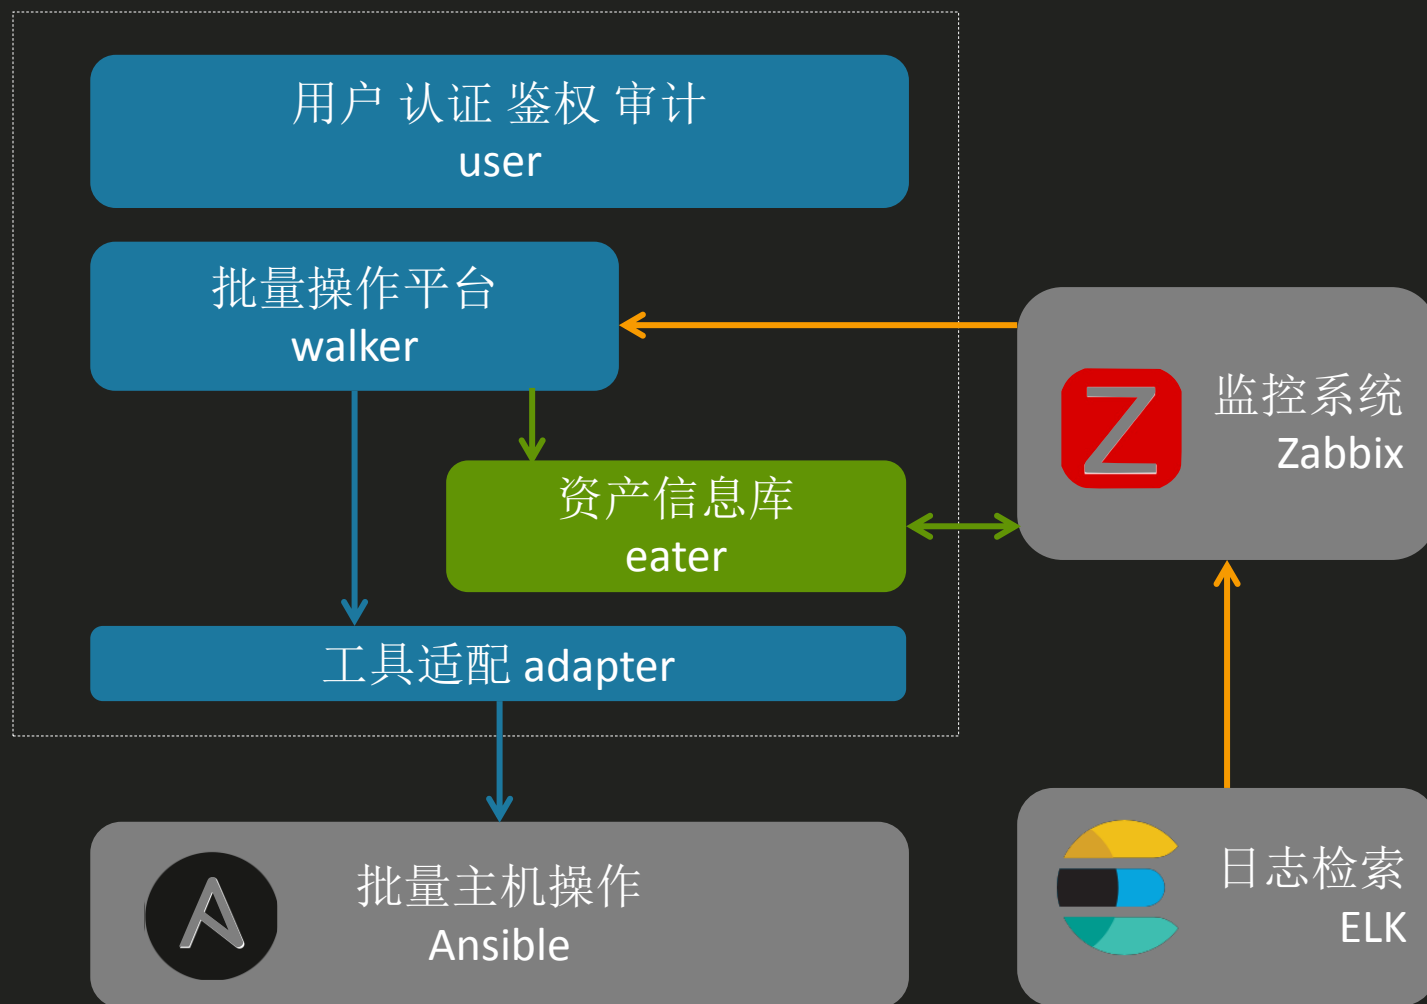 用户 认证 鉴权 审计
user
批量操作平台
walker
监控系统
Zabbix
资产信息库
eater
工具适配 adapter
批量主机操作
Ansible
日志检索
ELK